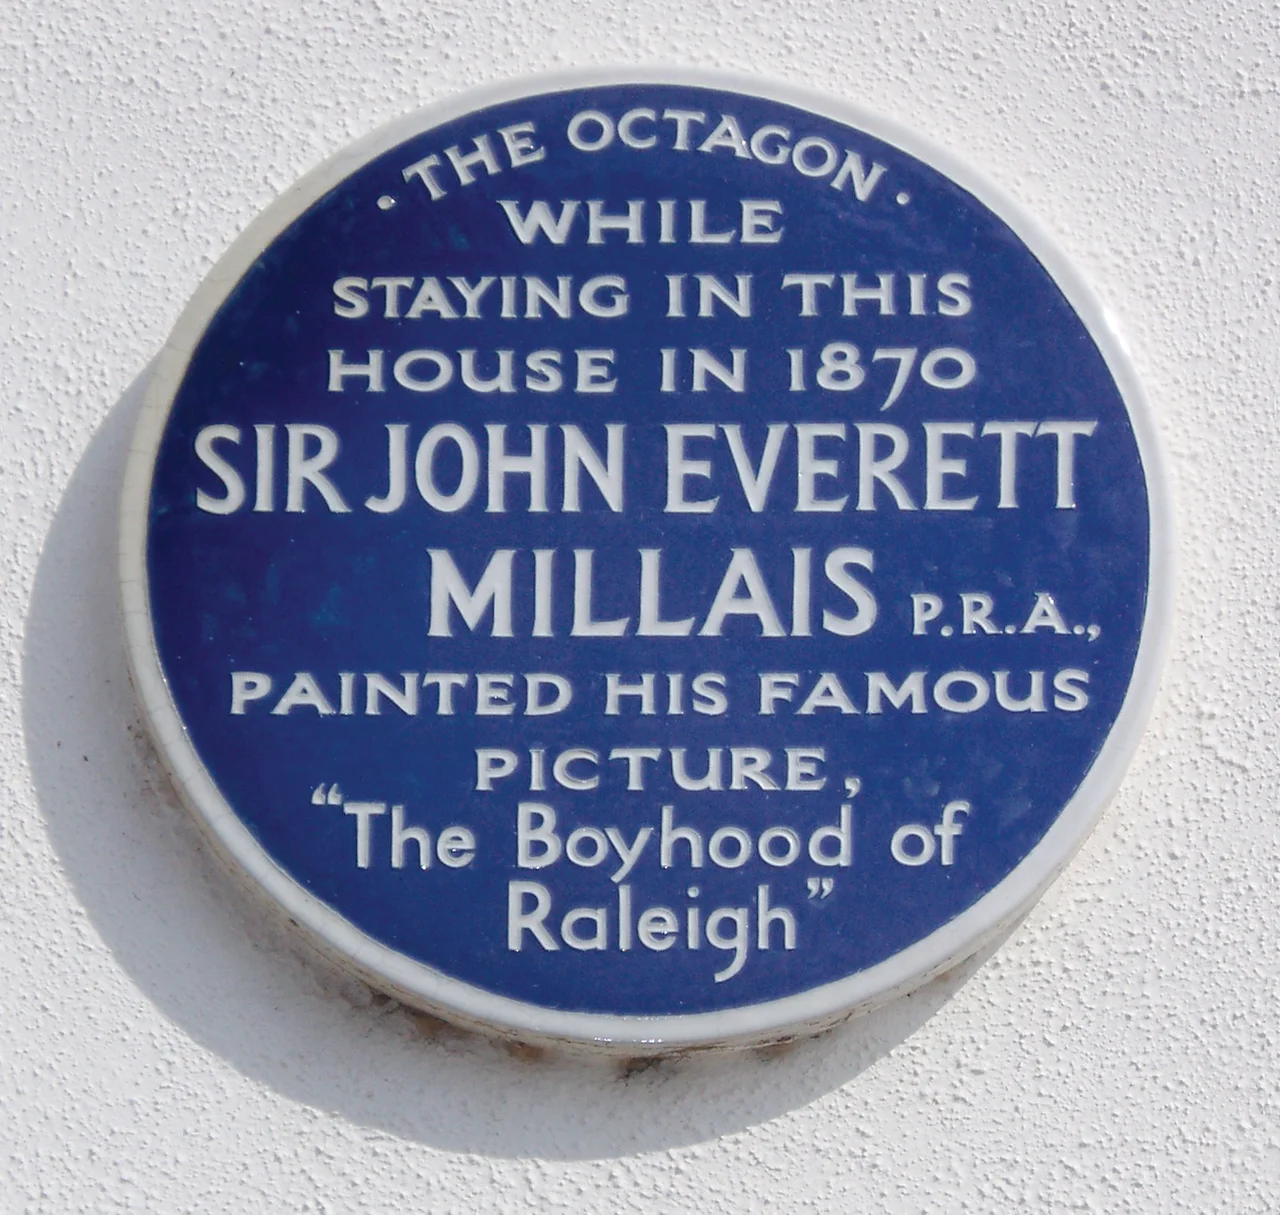 · THE OCTAGON ·
WHILE
STAYING IN THIS
HOUSE IN 1870
SIR JOHN EVERETT
MILLAIS P.R.A.,
PAINTED HIS FAMOUS
PICTURE,
“The Boyhood of
Raleigh”